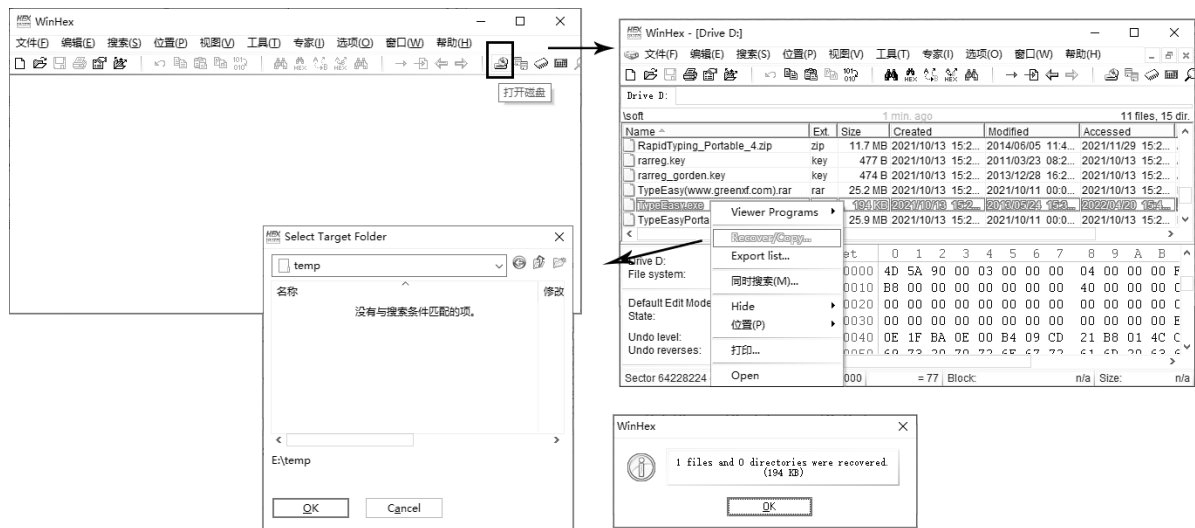 WinHex
文件(F) 编辑(E) 搜索(S) 位置(P) 视图(V) 工具(T) 专家(I) 选项(O) 窗口(W) 帮助(H)
打开磁盘
WinHex - [Drive D:]
文件(F) 编辑(E) 搜索(S) 位置(P) 视图(V) 工具(T) 专家(I) 选项(O) 窗口(W) 帮助(H)
Drive D:
\soft 1 min. ago 11 files, 15 dir.
Name Ext. Size Created Modified Accessed
RapidTyping_Portable_4.zip zip 11.7 MB 2021/10/13 15:2... 2014/06/05 11:4... 2021/11/29 15:2...
rarreg.key key 477 B 2021/10/13 15:2... 2011/03/23 08:2... 2021/10/13 15:2...
rarreg_gorden.key key 474 B 2021/10/13 15:2... 2013/12/28 16:2... 2021/10/13 15:2...
TypeEasy(www.greenxf.com).rar rar 25.2 MB 2021/10/13 15:2... 2021/10/11 00:0... 2021/10/13 15:2...
TypeEasy.exe 194 KB 2021/10/13 15:2... 2013/05/24 15:3... 2022/04/20 15:4...
TypeEasyPorta 25.9 MB 2021/10/13 15:2... 2021/10/11 00:0... 2021/10/13 15:2...
Viewer Programs
Recover/Copy...
Export list...
同时搜索(M)...
Hide
位置(P)
打印...
Open
Drive D:
File system:
Default Edit Mode
State:
Undo level:
Undo reverses:
et 0 1 2 3 4 5 6 7 8 9 A B
0000 4D 5A 90 00 03 00 00 00 04 00 00 00 F
0010 B8 00 00 00 00 00 00 00 40 00 00 00
0020 00 00 00 00 00 00 00 00 00 00 00 00
0030 00 00 00 00 00 00 00 00 00 00 00 00 E
0040 0E 1F BA 0E 00 B4 09 CD 21 B8 01 4C
0050 69 73 20 70 72 6F 67 72 61 6D 20 63
Sector 64228224 000 = 77 Block: n/a Size: n/a
Select Target Folder
temp
名称 修改
没有与搜索条件匹配的项。
E:\temp
OK Cancel
WinHex
1 files and 0 directories were recovered.
(194 KB)
OK